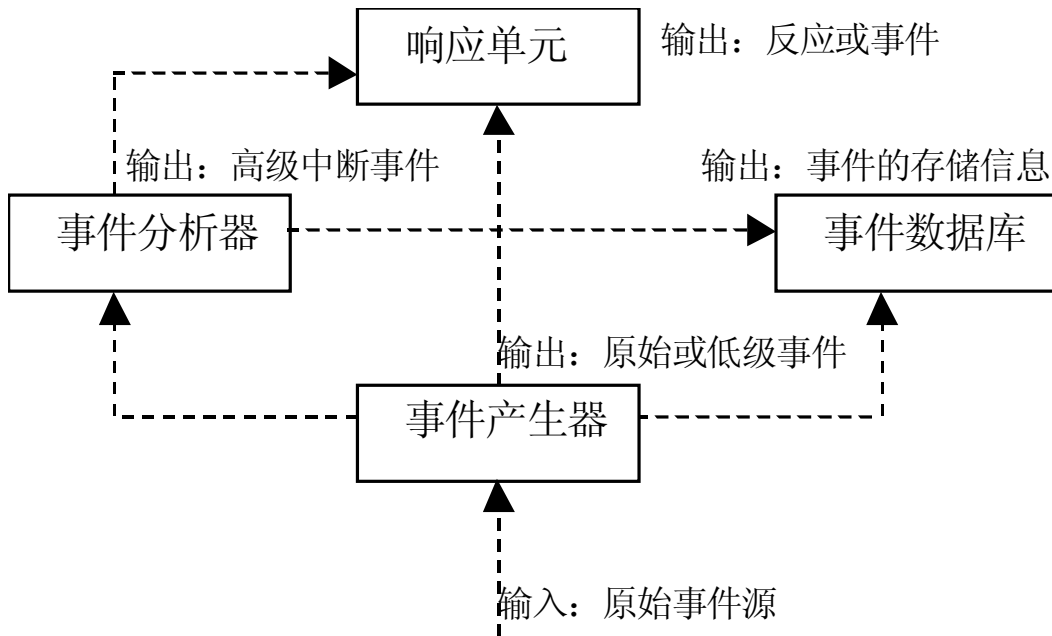 响应单元
输出：反应或事件
输出：高级中断事件
输出：事件的存储信息
事件分析器
事件数据库
输出：原始或低级事件
事件产生器
输入：原始事件源